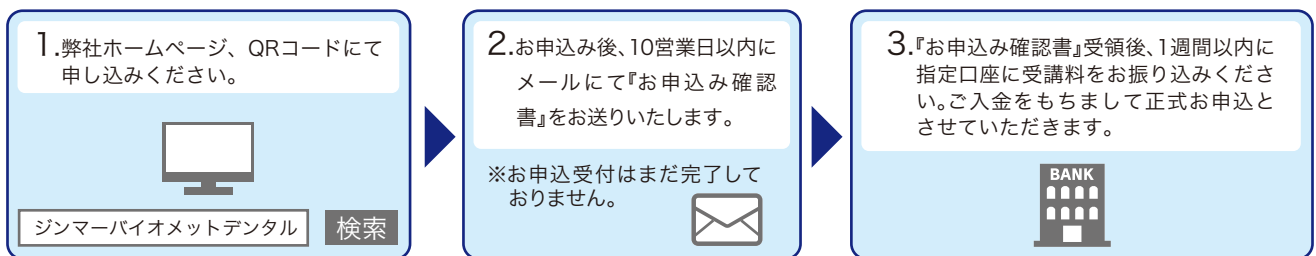 1.弊社ホームページ、QRコードにて
申し込みください。
ジンマーバイオメットデンタル
検索
2.お申込み後、10営業日以内に
メールにて『お申込み確認
書』をお送りいたします。
※お申込受付はまだ完了して
おりません。
3.『お申込み確認書』受領後、1週間以内に
指定口座に受講料をお振り込みくださ
い。ご入金をもちまして正式お申込と
させていただきます。
BANK